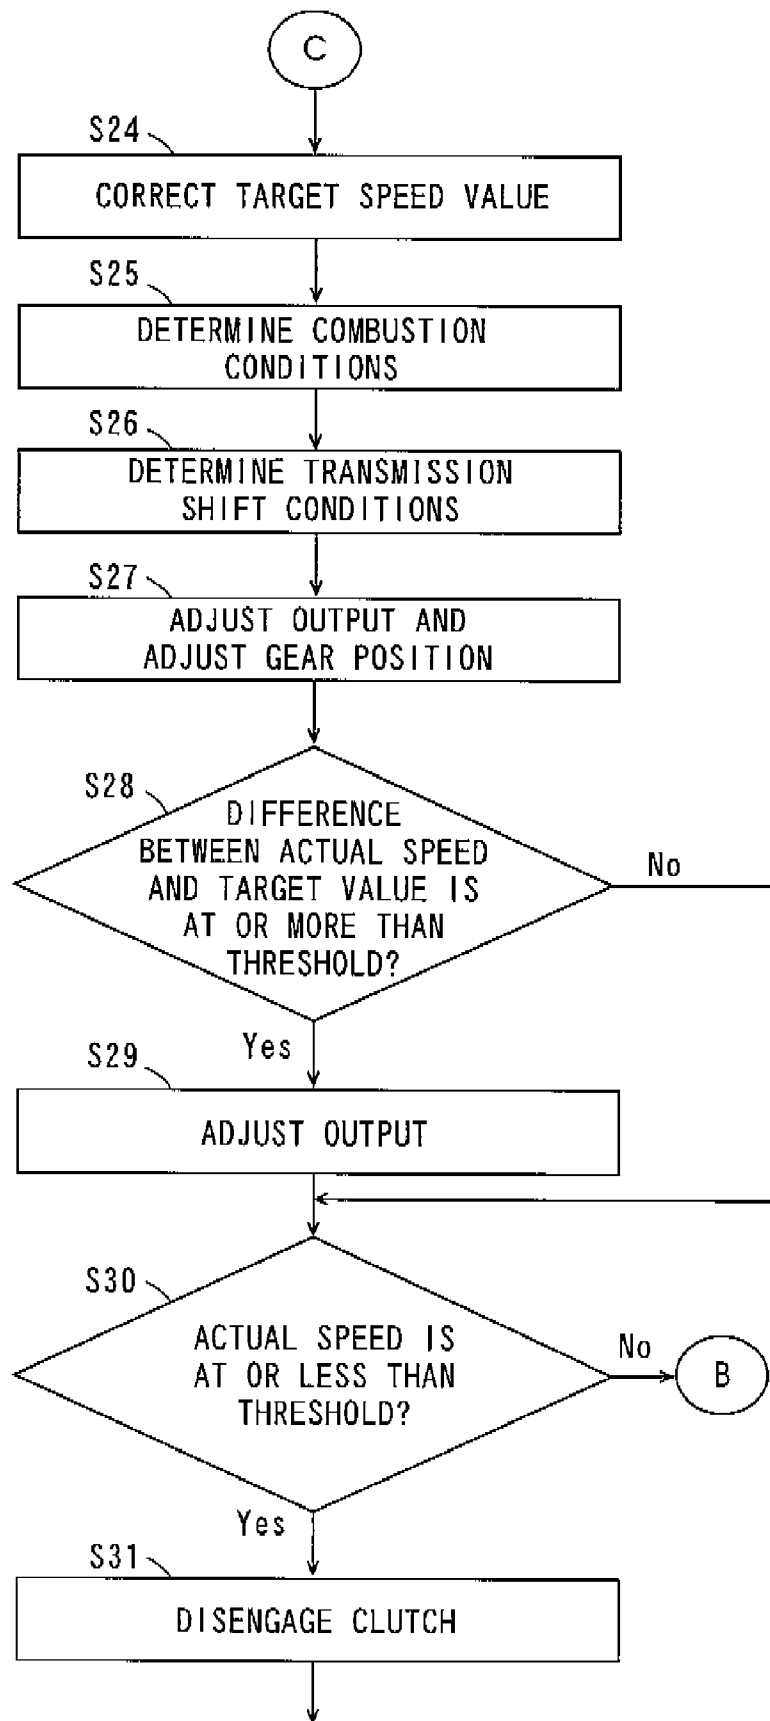 C
S24
CORRECT TARGET SPEED VALUE
S25
DETERMINE COMBUSTION
CONDITIONS
S26
DETERMINE TRANSMISSION
SHIFT CONDITIONS
S27
ADJUST OUTPUT AND
ADJUST GEAR POSITION
S28
DIFFERENCE
BETWEEN ACTUAL SPEED
AND TARGET VALUE IS
AT OR MORE THAN
THRESHOLD?
No
Yes
S29
ADJUST OUTPUT
S30
ACTUAL SPEED IS
AT OR LESS THAN
THRESHOLD?
No
B
Yes
S31
DISENGAGE CLUTCH